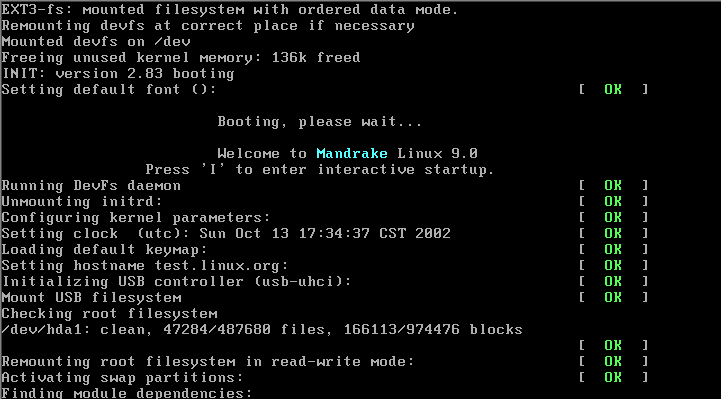 EXT3-fs: mounted filesystem with ordered data mode.
Remounting devfs at correct place if necessary
Mounted devfs on /dev
Freeing unused kernel memory: 136k freed
INIT: version 2.83 booting
Setting default font (): [ OK ]
Booting, please wait...
Welcome to Mandrake Linux 9.0
Press 'I' to enter interactive startup.
Running DevFs daemon [ OK ]
Unmounting initrd: [ OK ]
Configuring kernel parameters: [ OK ]
Setting clock (utc): Sun Oct 13 17:34:37 CST 2002 [ OK ]
Loading default keymap: [ OK ]
Setting hostname test.linux.org: [ OK ]
Initializing USB controller (usb-uhci): [ OK ]
Mount USB filesystem [ OK ]
Checking root filesystem
/dev/hda1: clean, 47284/487680 files, 166113/974476 blocks
[ OK ]
Remounting root filesystem in read-write mode: [ OK ]
Activating swap partitions: [ OK ]
Finding module dependencies: